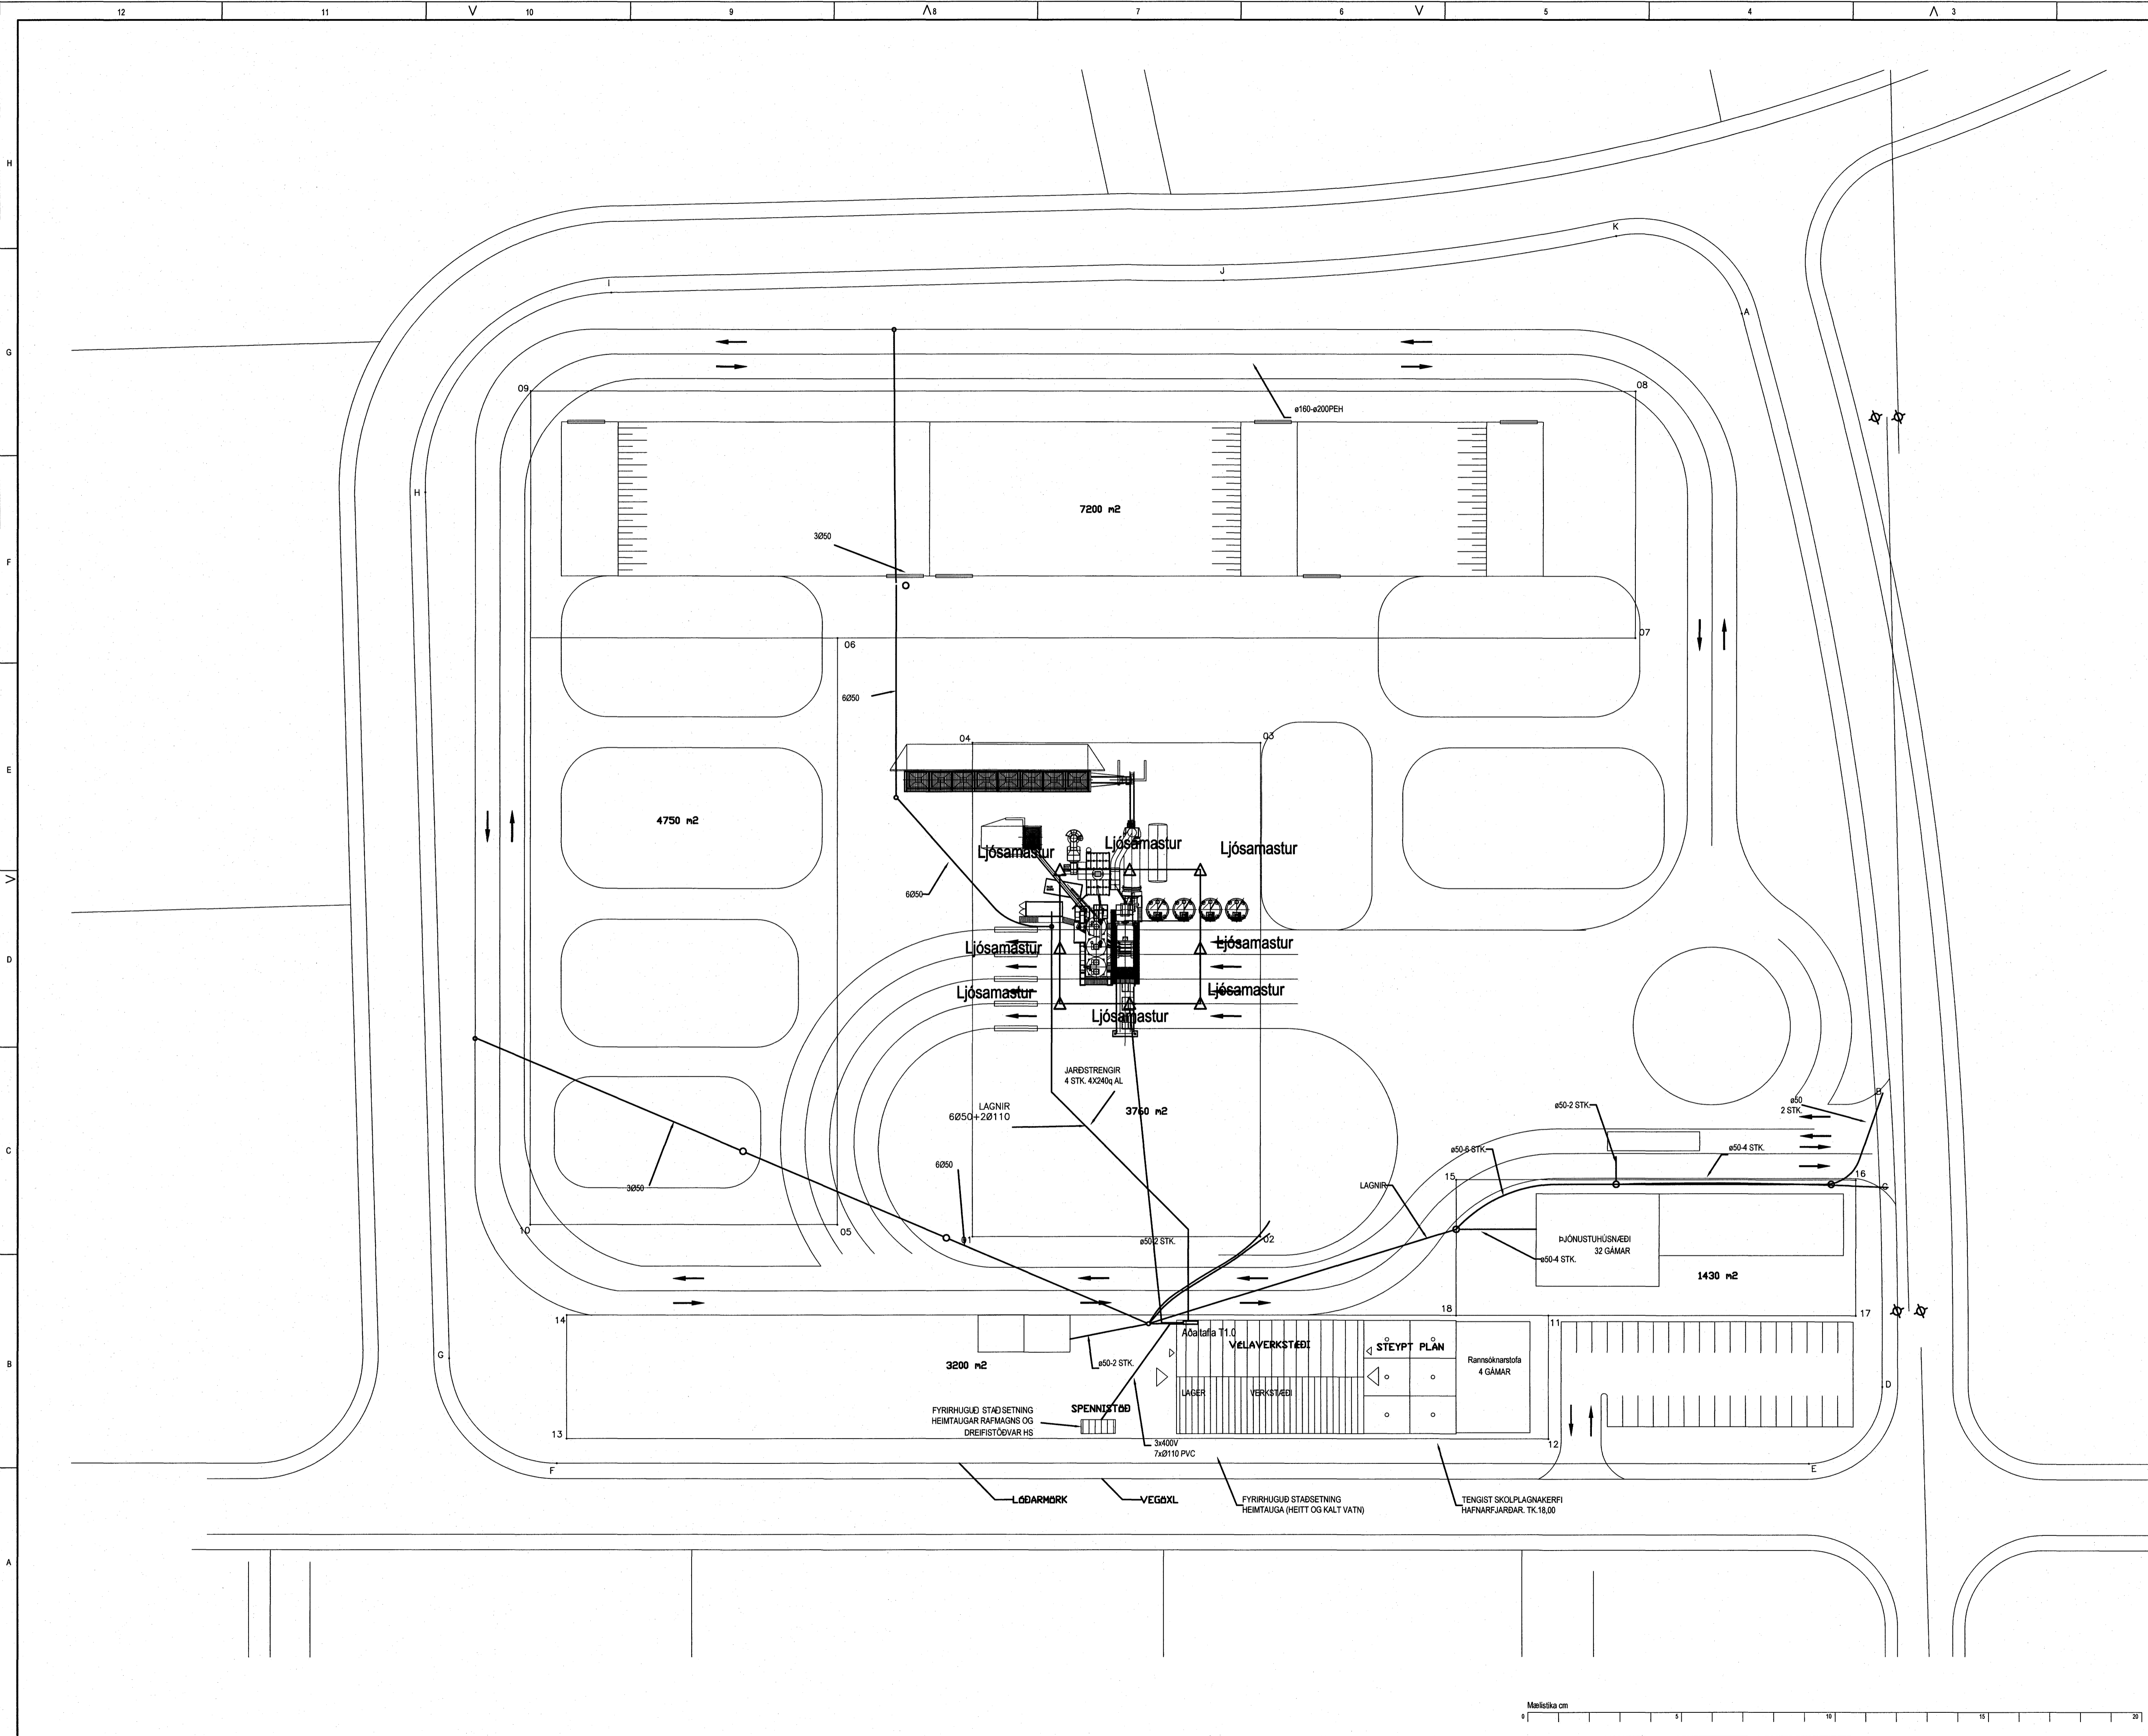 12 11 10 9 8 7 6 5 4 3
H
G
F
E
D
C
B
A
K
J
I
A
09
08
ø160-ø200PEH
H
7200 m2
3Ø50
07
06
6Ø50
04
03
4750 m2
Ljósamastur
Ljósamastur
Ljósamastur
6Ø50
Ljósamastur
Ljósamastur
Ljósamastur
Ljósamastur
Ljósamastur
JARÐSTRENGIR
4 STK. 4X240q AL
LAGNIR
6Ø50+2Ø110
3760 m2
B
ø50
2 STK.
ø50-2 STK.
ø50-6 STK.
ø50-4 STK.
6Ø50
3Ø50
15
16
LAGNIR
C
10
05
01
02
ø50-2 STK.
ÞJÓNUSTUHÚSNÆÐI
32 GÁMAR
ø50-4 STK.
1430 m2
14
18
11
17
Aðaltafla T1.0
VÉLAVERKSTÆÐI
STEYPT PLAN
G
3200 m2
ø50-2 STK.
Rannsóknarstofa
4 GÁMAR
D
LAGER
VERKSTÆÐI
FYRIRHUGUÐ STAÐSETNING
HEIMTAUGAR RAFMAGNS OG
DREIFISTÖÐVAR HS
SPENNISTÖÐ
13
12
3x400V
7xØ110 PVC
F
E
LÓÐARMÖRK
VEGÖXL
FYRIRHUGUÐ STAÐSETNING
HEIMTAUGA (HEITT OG KALT VATN)
TENGIST SKOLPLAGNAKERFI
HAFNARFJARÐAR. TK.18,00
Mælistika cm
0 5 10 15 20